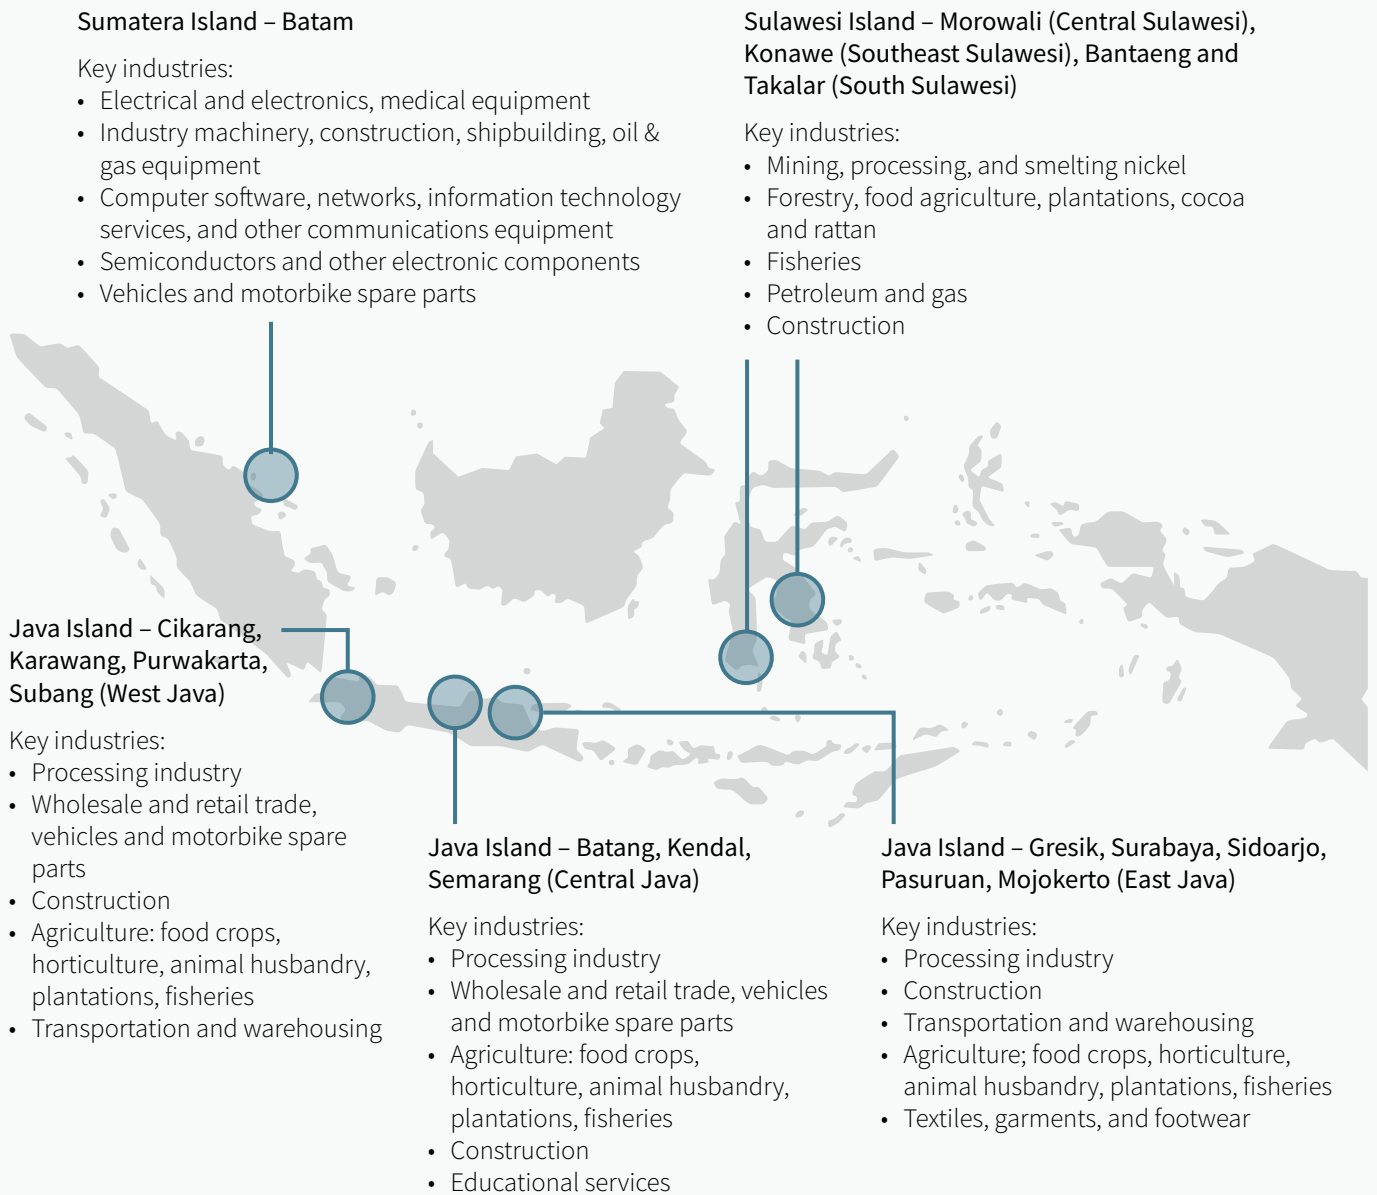 Sumatera Island – Batam
Key industries:
• Electrical and electronics, medical equipment
• Industry machinery, construction, shipbuilding, oil &
gas equipment
• Computer software, networks, information technology
services, and other communications equipment
• Semiconductors and other electronic components
• Vehicles and motorbike spare parts
Sulawesi Island – Morowali (Central Sulawesi),
Konawe (Southeast Sulawesi), Bantaeng and
Takalar (South Sulawesi)
Key industries:
• Mining, processing, and smelting nickel
• Forestry, food agriculture, plantations, cocoa
and rattan
• Fisheries
• Petroleum and gas
• Construction
Java Island – Cikarang,
Karawang, Purwakarta,
Subang (West Java)
Key industries:
• Processing industry
• Wholesale and retail trade,
vehicles and motorbike spare
parts
• Construction
• Agriculture: food crops,
horticulture, animal husbandry,
plantations, fisheries
• Transportation and warehousing
Java Island – Batang, Kendal,
Semarang (Central Java)
Key industries:
• Processing industry
• Wholesale and retail trade, vehicles
and motorbike spare parts
• Agriculture: food crops,
horticulture, animal husbandry,
plantations, fisheries
• Construction
• Educational services
Java Island – Gresik, Surabaya, Sidoarjo,
Pasuruan, Mojokerto (East Java)
Key industries:
• Processing industry
• Construction
• Transportation and warehousing
• Agriculture; food crops, horticulture,
animal husbandry, plantations, fisheries
• Textiles, garments, and footwear